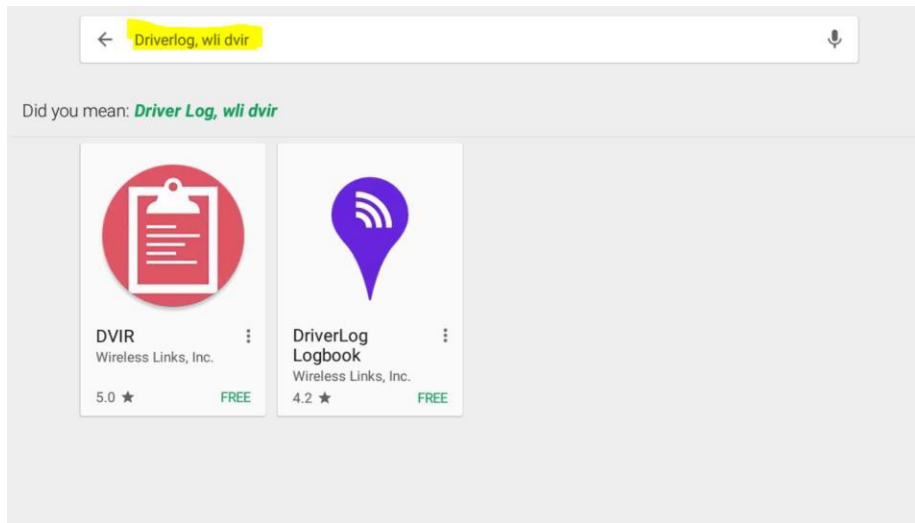 Driverlog, wli dvir
Did you mean: Driver Log, wli dvir
DVIR
Wireless Links, Inc.
5.0 ★ FREE
DriverLog
Logbook
Wireless Links, Inc.
4.2 ★ FREE